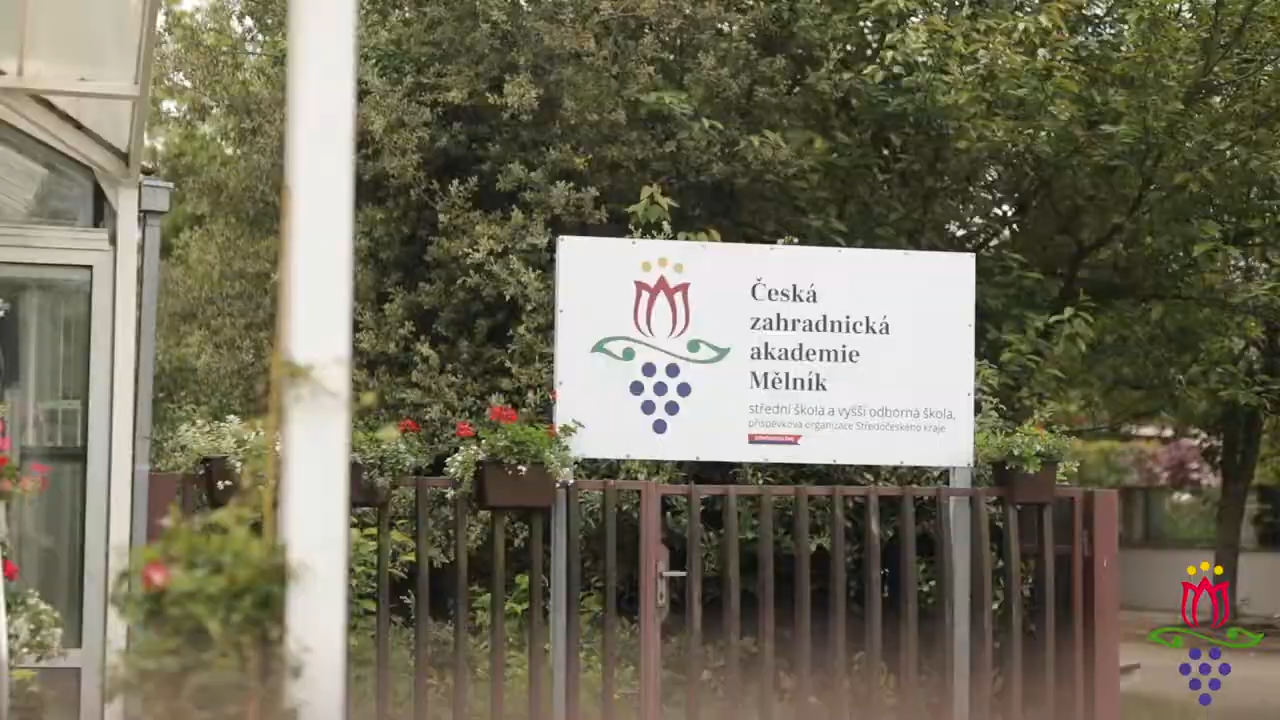 Česká
zahradnická
akademie
Mělník
střední škola a vyšší odborná škola,
příspěvková organizace Středočeského kraje